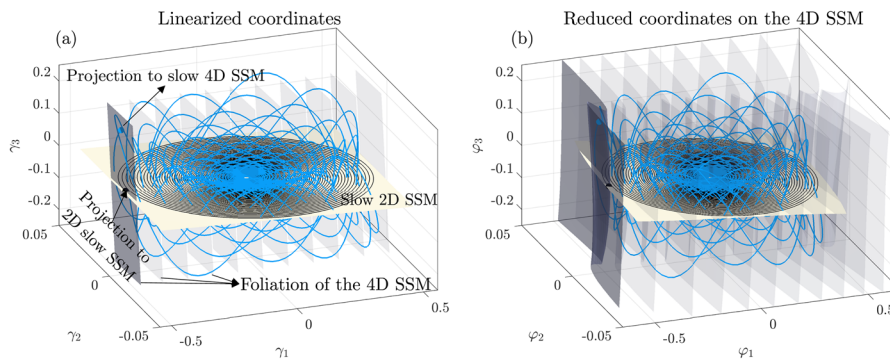 Linearized coordinates
(a)
Projection to slow 4D SSM
0.2
0.1
0
-0.1
-0.2
γ3
Slow 2D SSM
Projection to
2D slow SSM
Foliation of the 4D SSM
0.05
0
-0.05
γ2
-0.5
0
0.5
γ1
Reduced coordinates on the 4D SSM
(b)
0.2
0.1
0
-0.1
-0.2
φ3
0.05
0
-0.05
φ2
-0.5
0
0.5
φ1